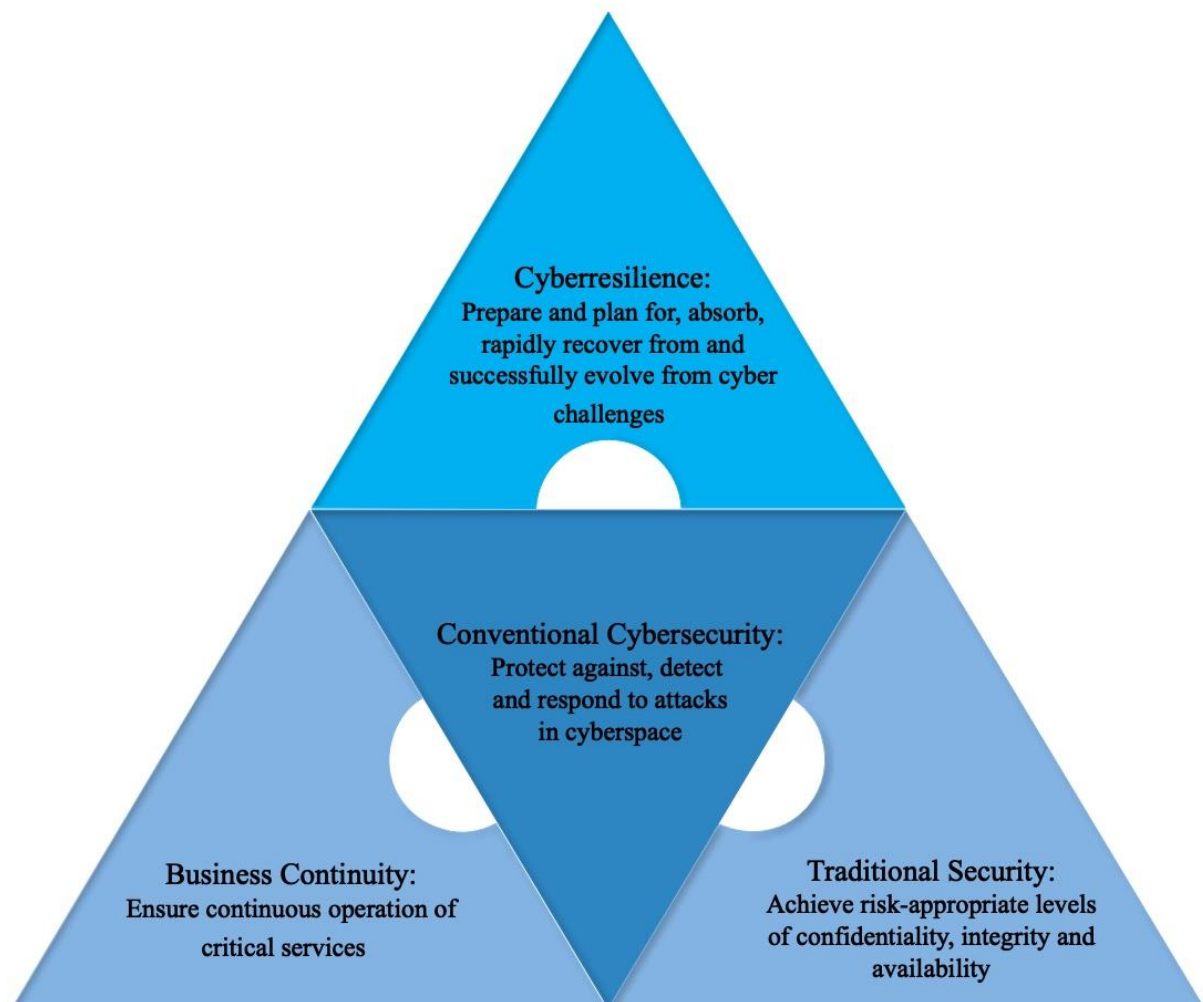 Cyberresilience:
Prepare and plan for, absorb,
rapidly recover from and
successfully evolve from cyber
challenges
Conventional Cybersecurity:
Protect against, detect
and respond to attacks
in cyberspace
Business Continuity:
Ensure continuous operation of
critical services
Traditional Security:
Achieve risk-appropriate levels
of confidentiality, integrity and
availability